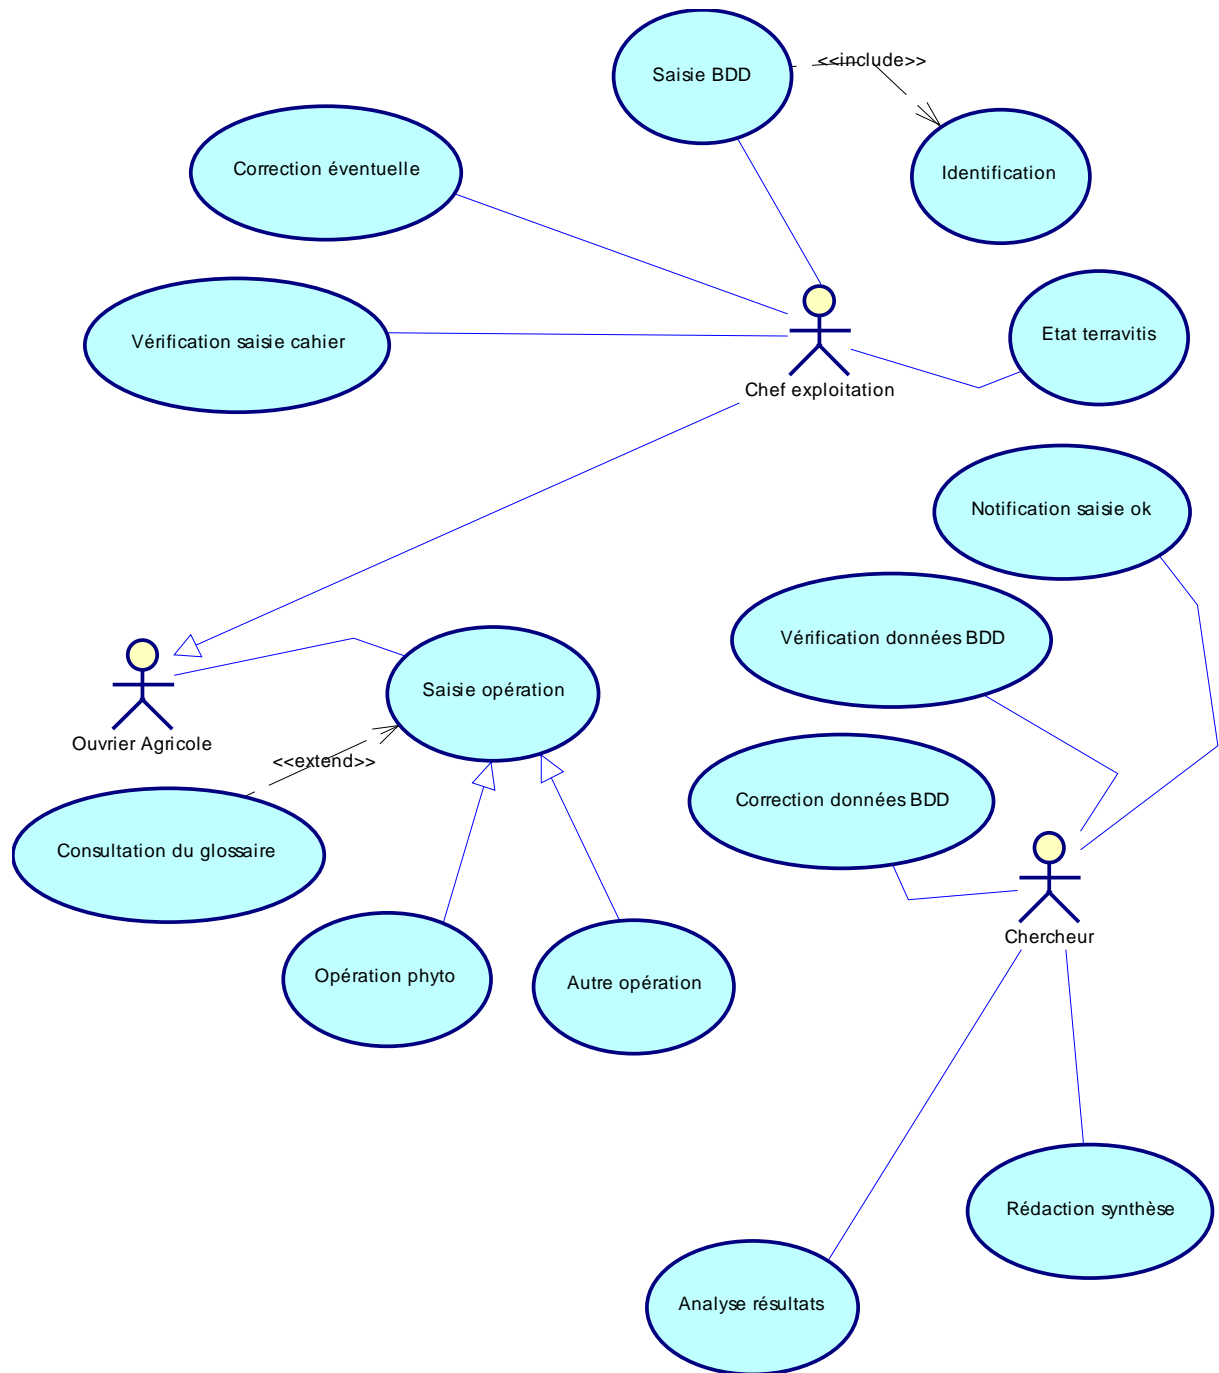 Saisie BDD
<<include>>
Correction éventuelle
Identification
Vérification saisie cahier
Etat terravitis
Chef exploitation
Notification saisie ok
Vérification données BDD
Saisie opération
Ouvrier Agricole
<<extend>>
Correction données BDD
Consultation du glossaire
Chercheur
Opération phyto
Autre opération
Rédaction synthèse
Analyse résultats